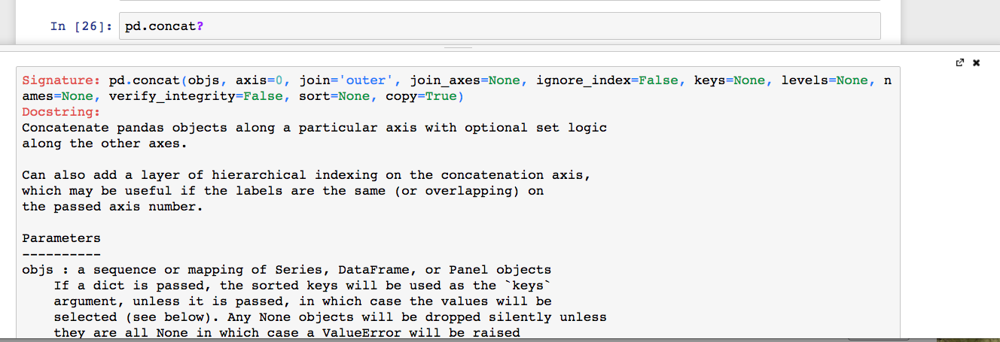 In [26]: pd.concat?
Signature: pd.concat(objs, axis=0, join='outer', join_axes=None, ignore_index=False, keys=None, levels=None, n
ames=None, verify_integrity=False, sort=None, copy=True)
Docstring:
Concatenate pandas objects along a particular axis with optional set logic
along the other axes.

Can also add a layer of hierarchical indexing on the concatenation axis,
which may be useful if the labels are the same (or overlapping) on
the passed axis number.

Parameters
----------
objs : a sequence or mapping of Series, DataFrame, or Panel objects
    If a dict is passed, the sorted keys will be used as the `keys`
    argument, unless it is passed, in which case the values will be
    selected (see below). Any None objects will be dropped silently unless
    they are all None in which case a ValueError will be raised